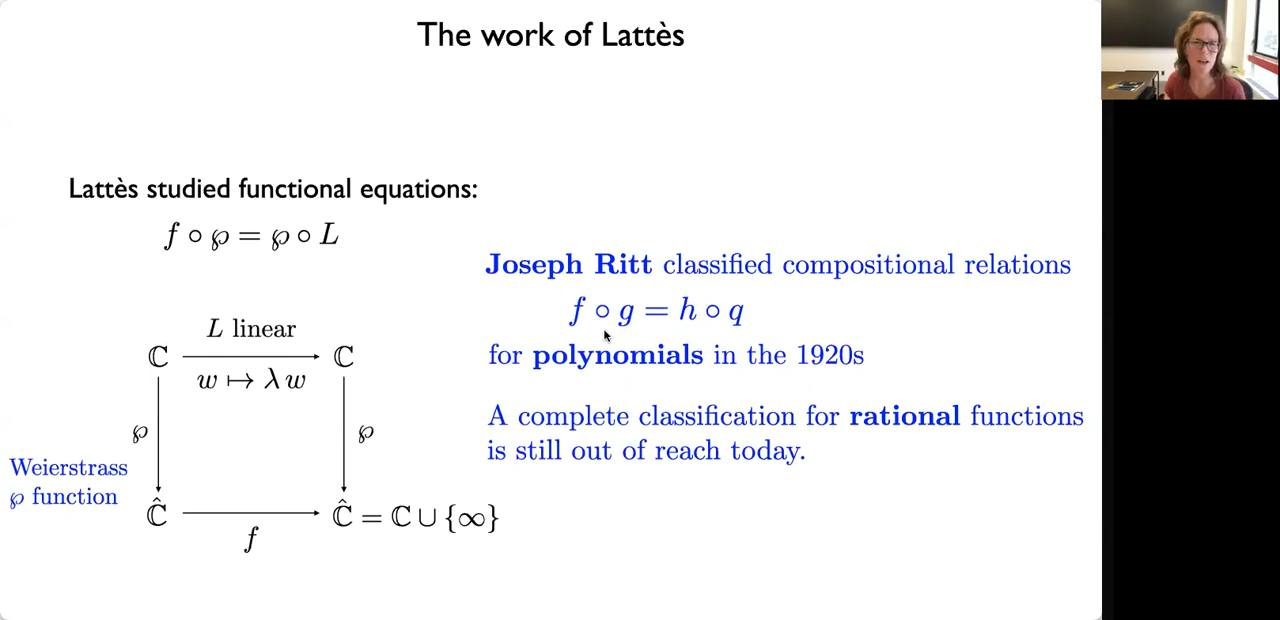 The work of Lattès
Lattès studied functional equations:
f ∘ ℘ = ℘ ∘ L
L linear
ℂ ℂ
w ↦ λ w
℘ ℘
Weierstrass
℘ function
Ĉ Ĉ = ℂ ∪ {∞}
f
Joseph Ritt classified compositional relations
f ∘ g = h ∘ q
for polynomials in the 1920s
A complete classification for rational functions
is still out of reach today.